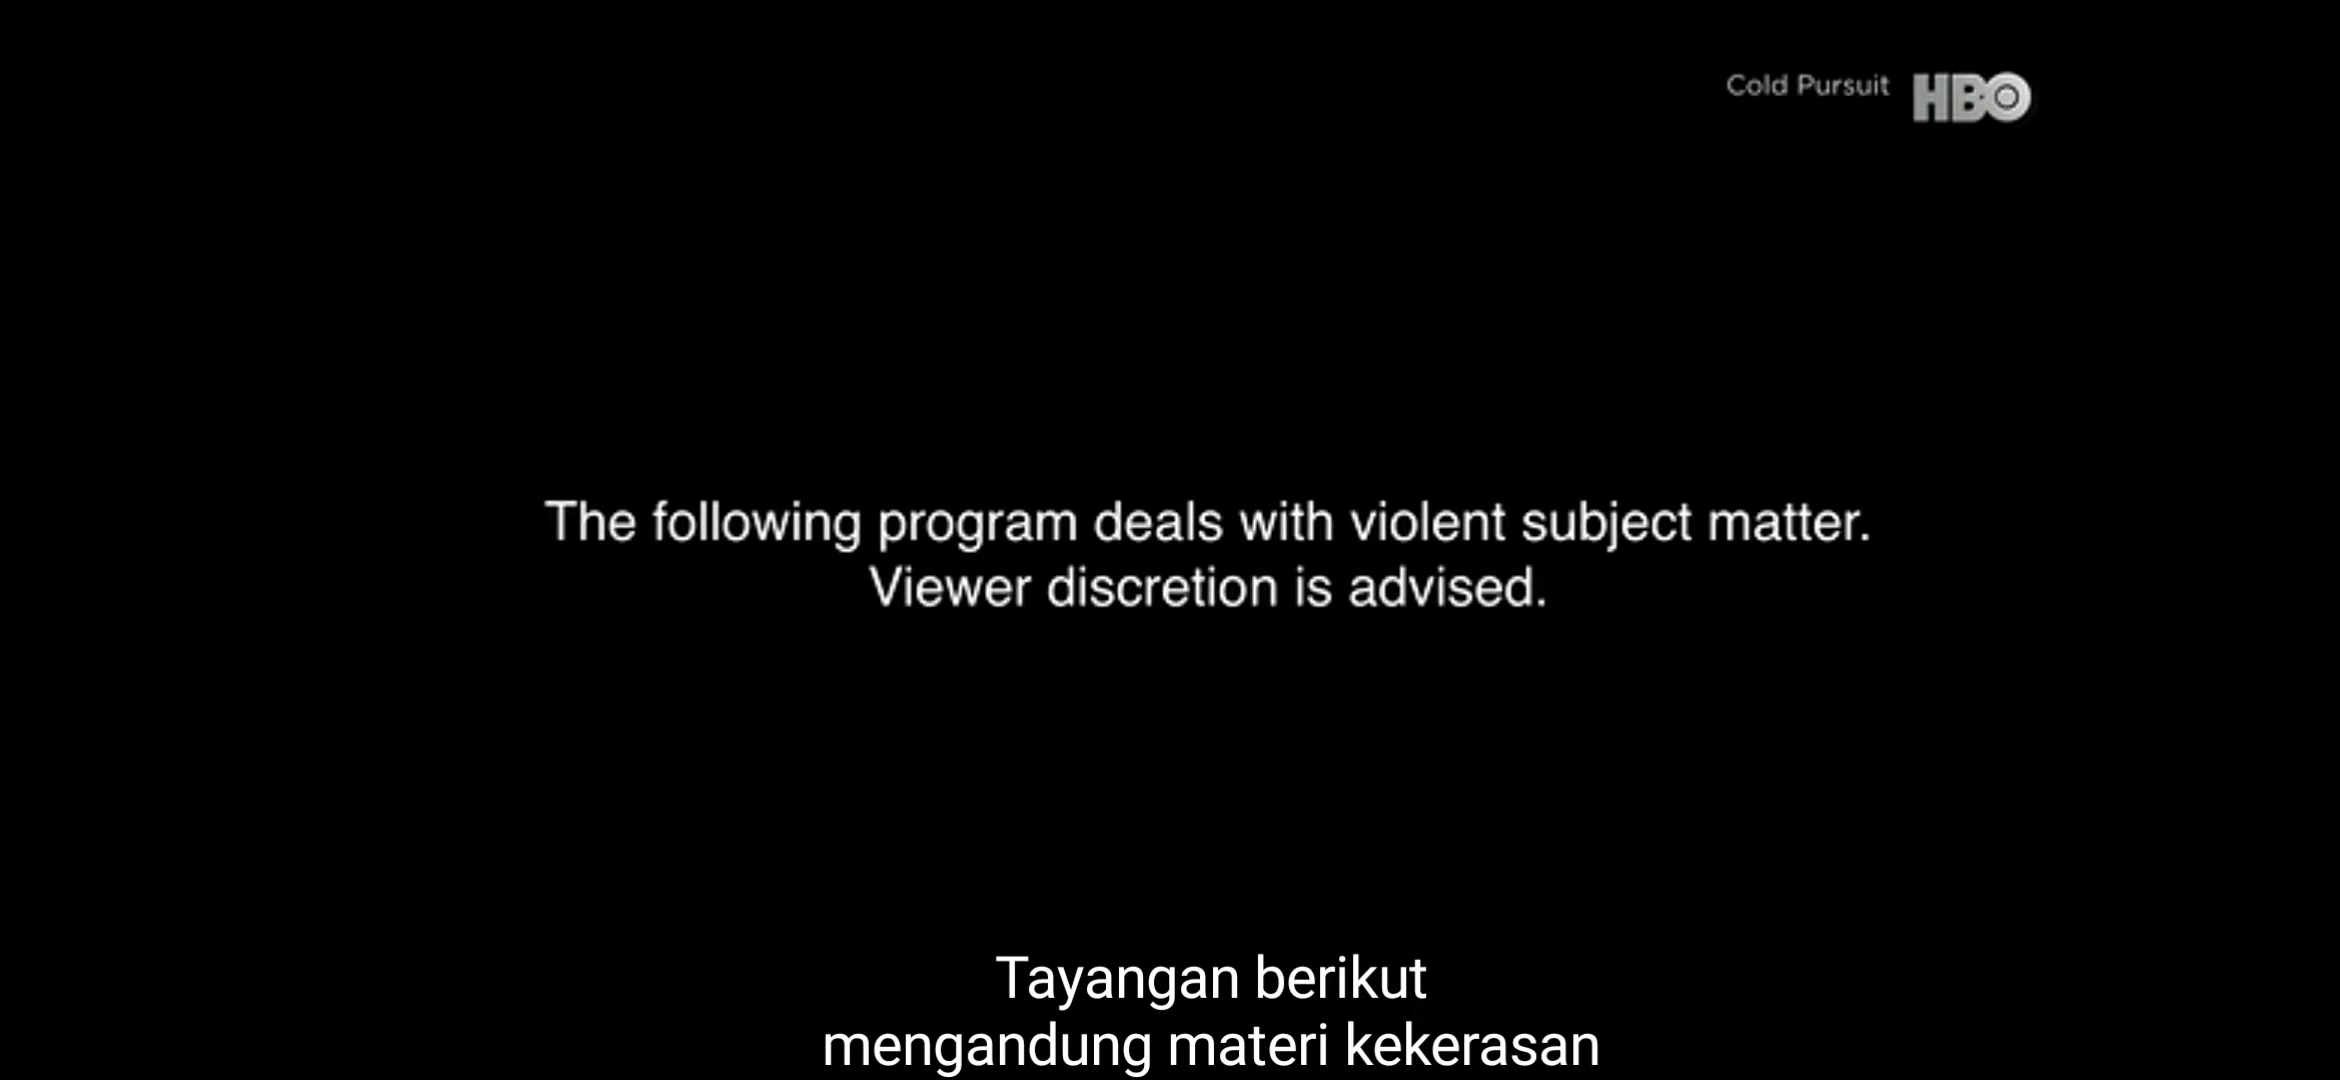 Cold Pursuit HBO
The following program deals with violent subject matter.
Viewer discretion is advised.
Tayangan berikut
mengandung materi kekerasan